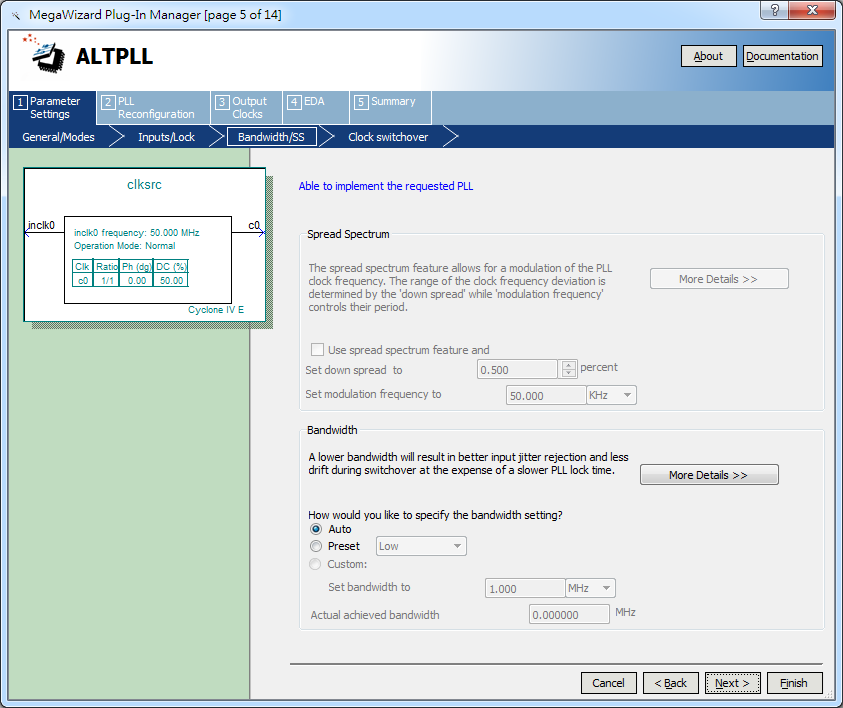 MegaWizard Plug-In Manager [page 5 of 14]
?
ALTPLL
About
Documentation
1 Parameter Settings
2 PLL Reconfiguration
3 Output Clocks
4 EDA
5 Summary
General/Modes
Inputs/Lock
Bandwidth/SS
Clock switchover
clksrc
inclk0
c0
inclk0 frequency: 50.000 MHz
Operation Mode: Normal
Clk Ratio Ph (dg) DC (%)
c0 1/1 0.00 50.00
Cyclone IV E
Able to implement the requested PLL
Spread Spectrum
The spread spectrum feature allows for a modulation of the PLL
clock frequency. The range of the clock frequency deviation is
determined by the 'down spread' while 'modulation frequency'
controls their period.
More Details >>
Use spread spectrum feature and
Set down spread to 0.500 percent
Set modulation frequency to 50.000 KHz
Bandwidth
A lower bandwidth will result in better input jitter rejection and less
drift during switchover at the expense of a slower PLL lock time.
More Details >>
How would you like to specify the bandwidth setting?
Auto
Preset Low
Custom:
Set bandwidth to 1.000 MHz
Actual achieved bandwidth 0.000000 MHz
Cancel
< Back
Next >
Finish